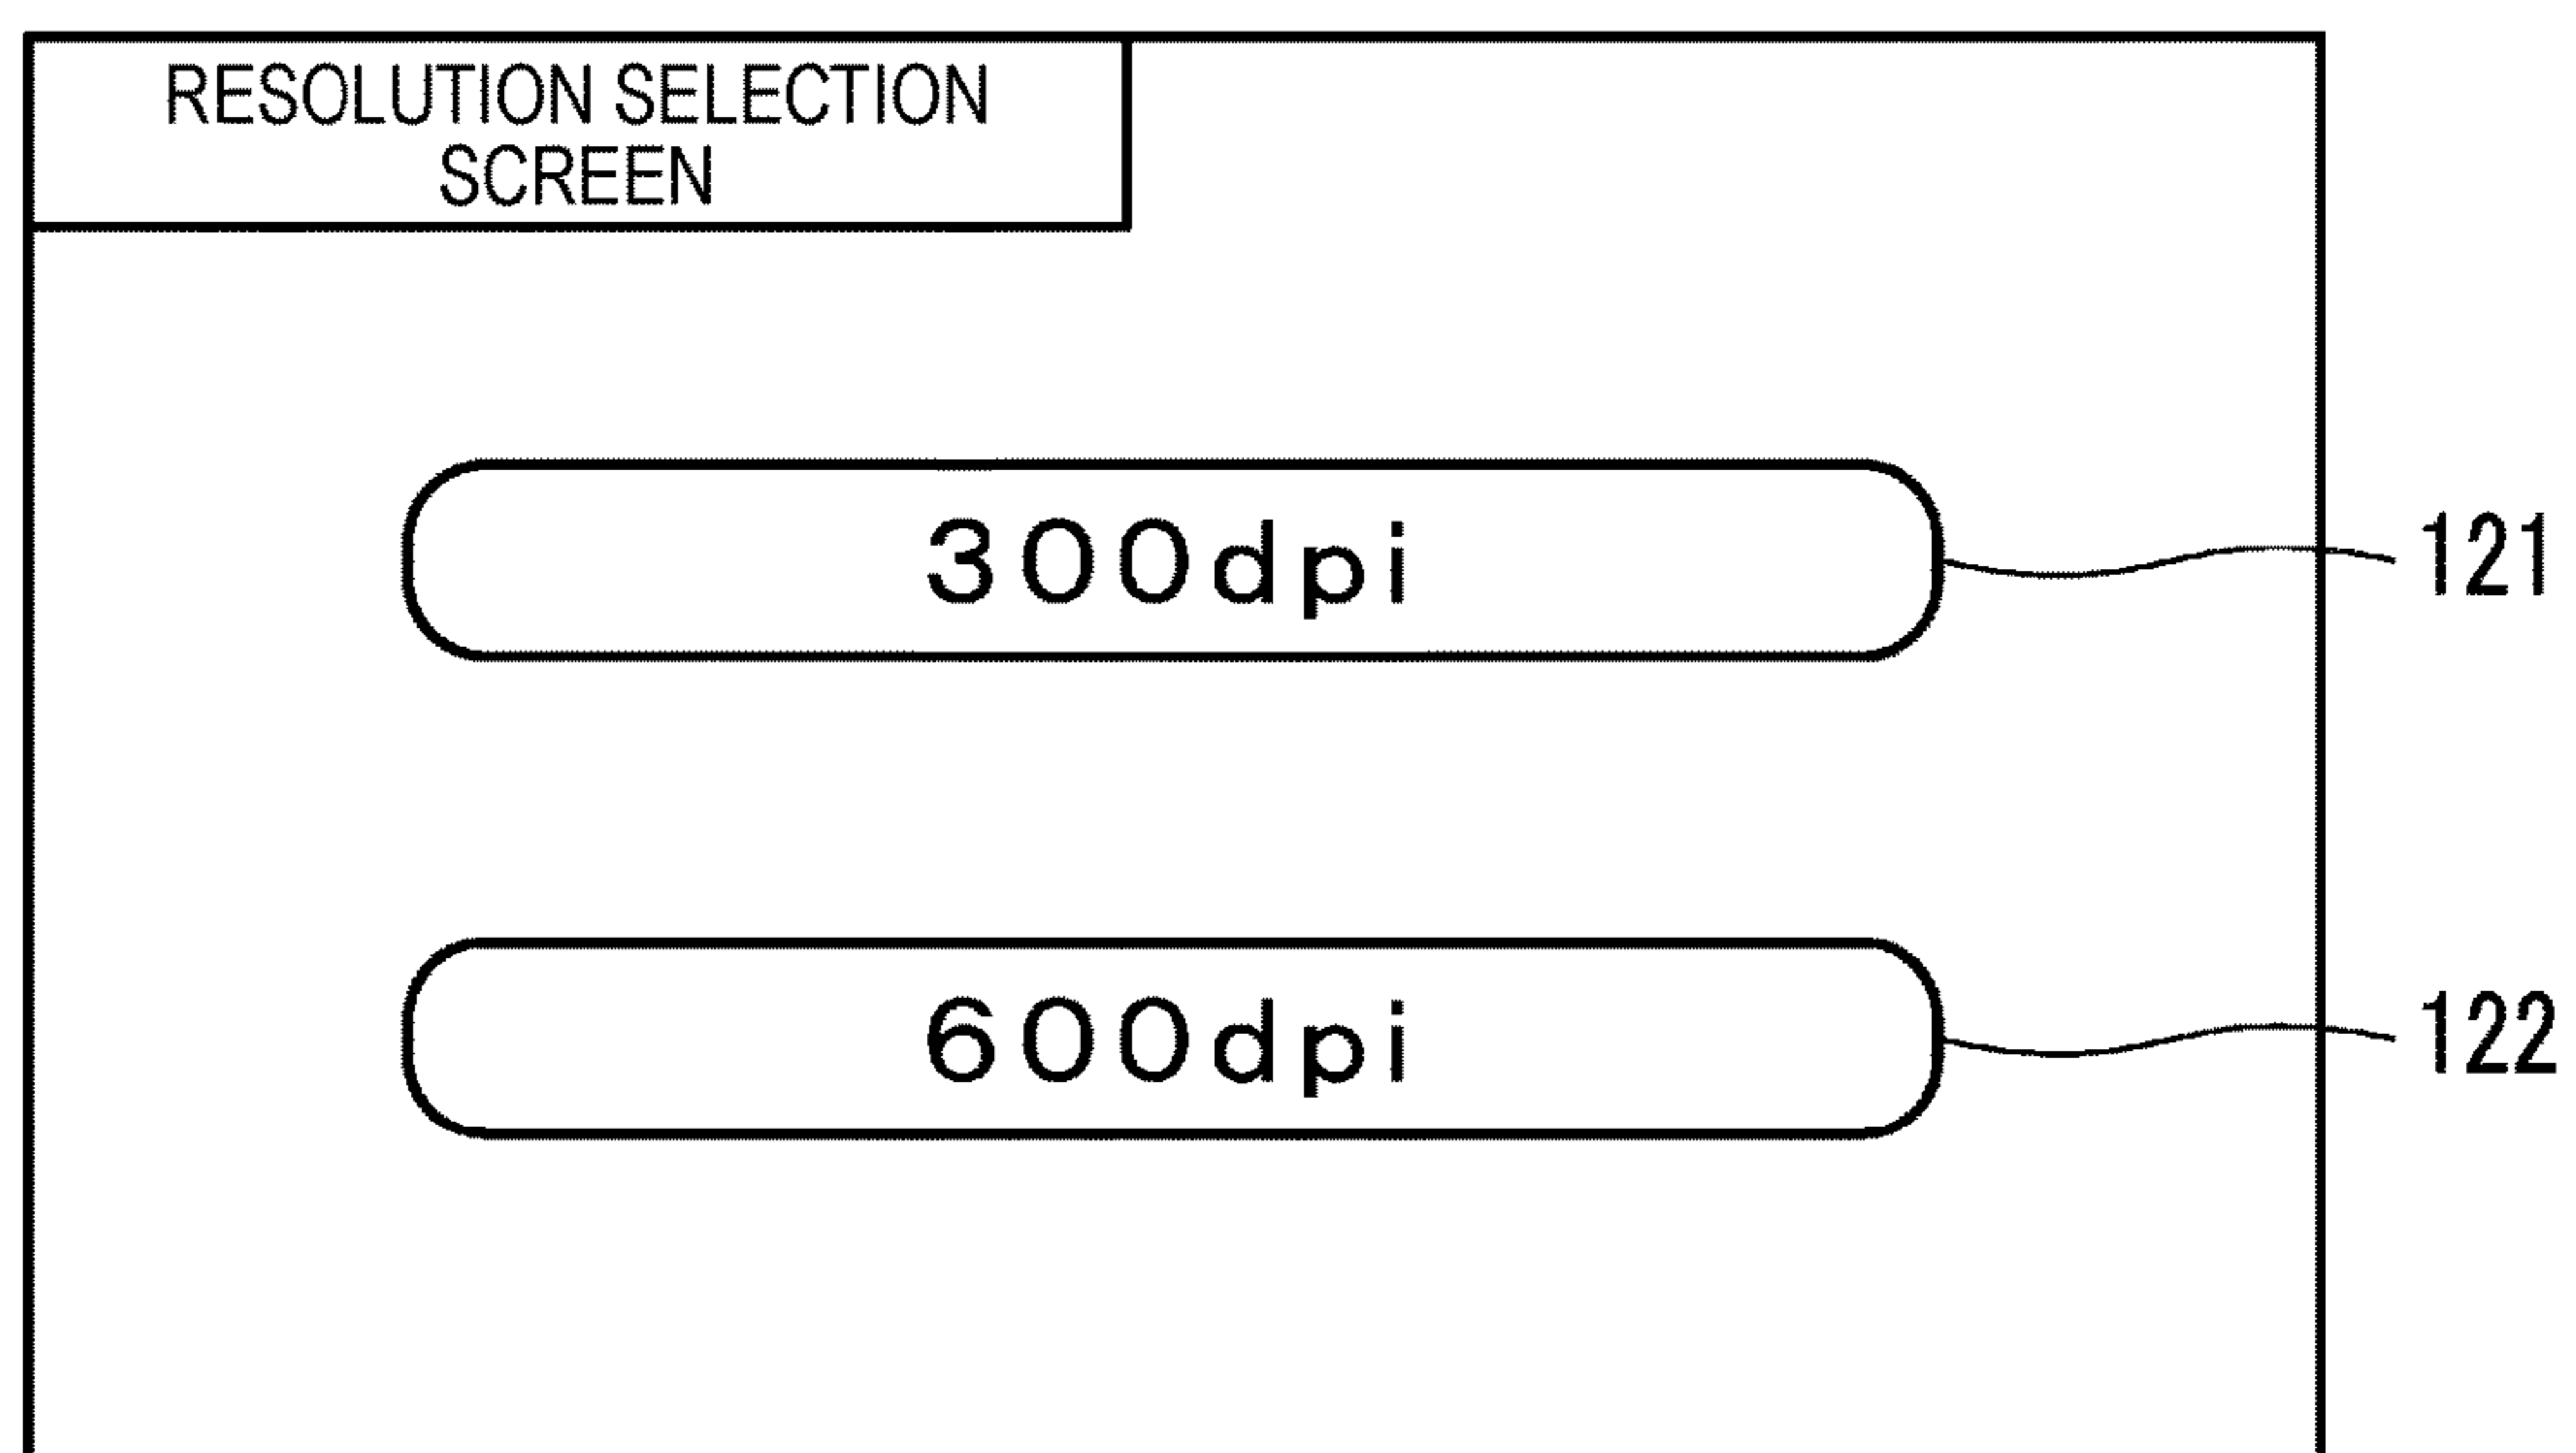 RESOLUTION SELECTION
SCREEN
300dpi
121
600dpi
122